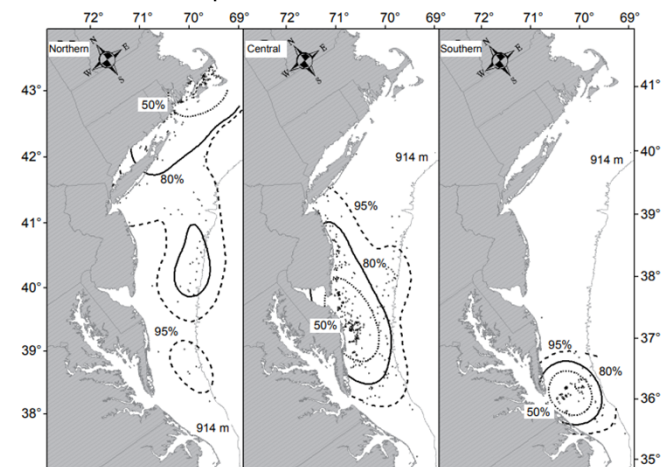 72° 71° 70° 69° 72° 71° 70° 69° 72° 71° 70° 69°
Northern
N
E
S
W
Central
N
E
S
W
Southern
N
E
S
W
43°
42°
41°
40°
39°
38°
50%
80%
95%
914 m
914 m
95%
80%
50%
914 m
95%
80%
50%
41°
40°
39°
38°
37°
36°
35°